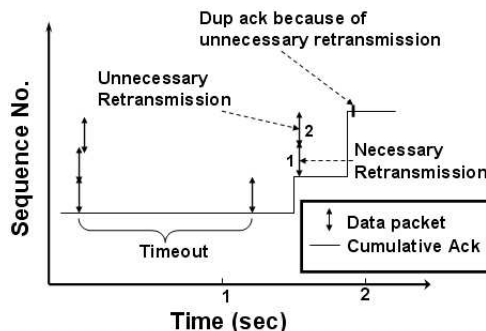 Dup ack because of
unnecessary retransmission
Unnecessary
Retransmission
2
1
Necessary
Retransmission
Timeout
Data packet
Cumulative Ack
1
2
Sequence No.
Time (sec)